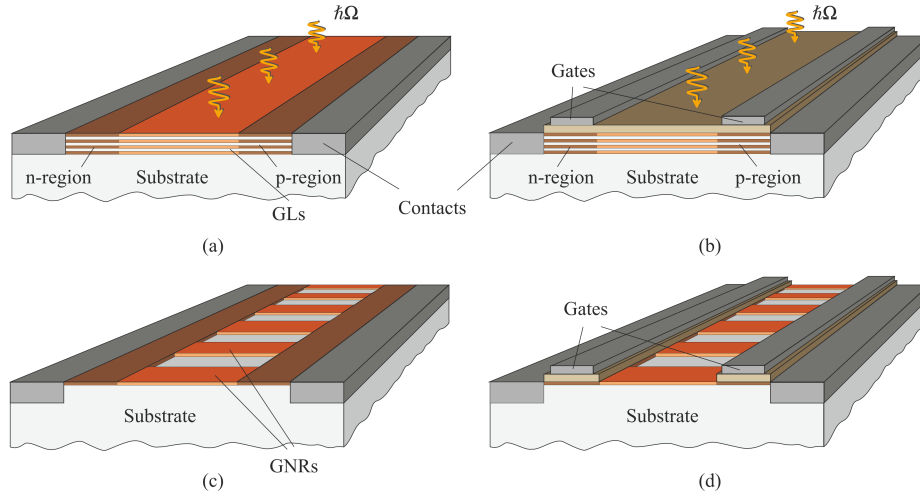 ℏΩ
n-region
Substrate
p-region
GLs
Contacts
(a)
ℏΩ
Gates
n-region
Substrate
p-region
(b)
Substrate
GNRs
(c)
Gates
Substrate
(d)